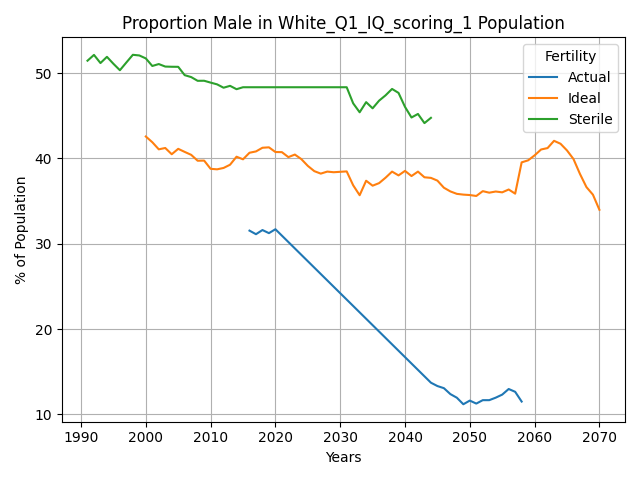 Proportion Male in White_Q1_IQ_scoring_1 Population
Fertility
Actual
Ideal
Sterile
% of Population
50
40
30
20
10
1990 2000 2010 2020 2030 2040 2050 2060 2070
Years